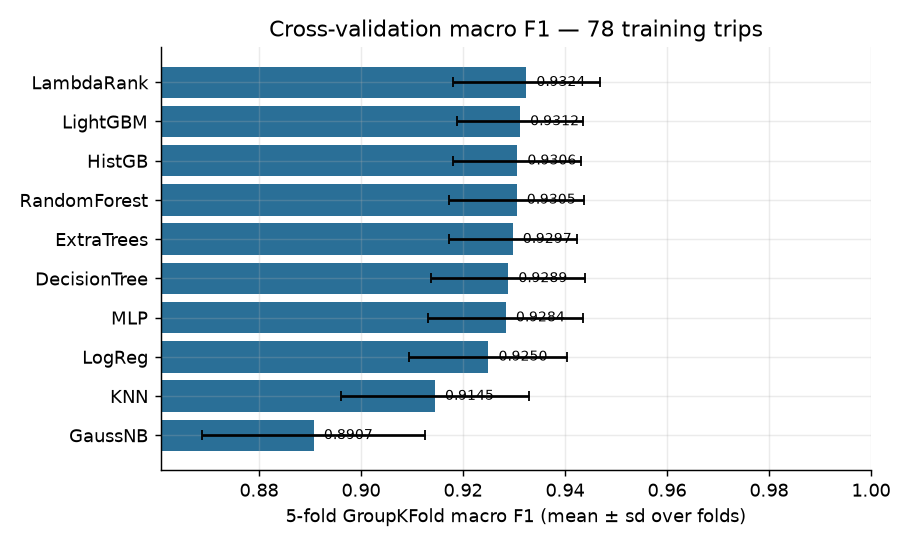 Cross-validation macro F1 — 78 training trips
LambdaRank 0.9324
LightGBM 0.9312
HistGB 0.9306
RandomForest 0.9305
ExtraTrees 0.9297
DecisionTree 0.9289
MLP 0.9284
LogReg 0.9250
KNN 0.9145
GaussNB 0.8907
0.88 0.90 0.92 0.94 0.96 0.98 1.00
5-fold GroupKFold macro F1 (mean ± sd over folds)